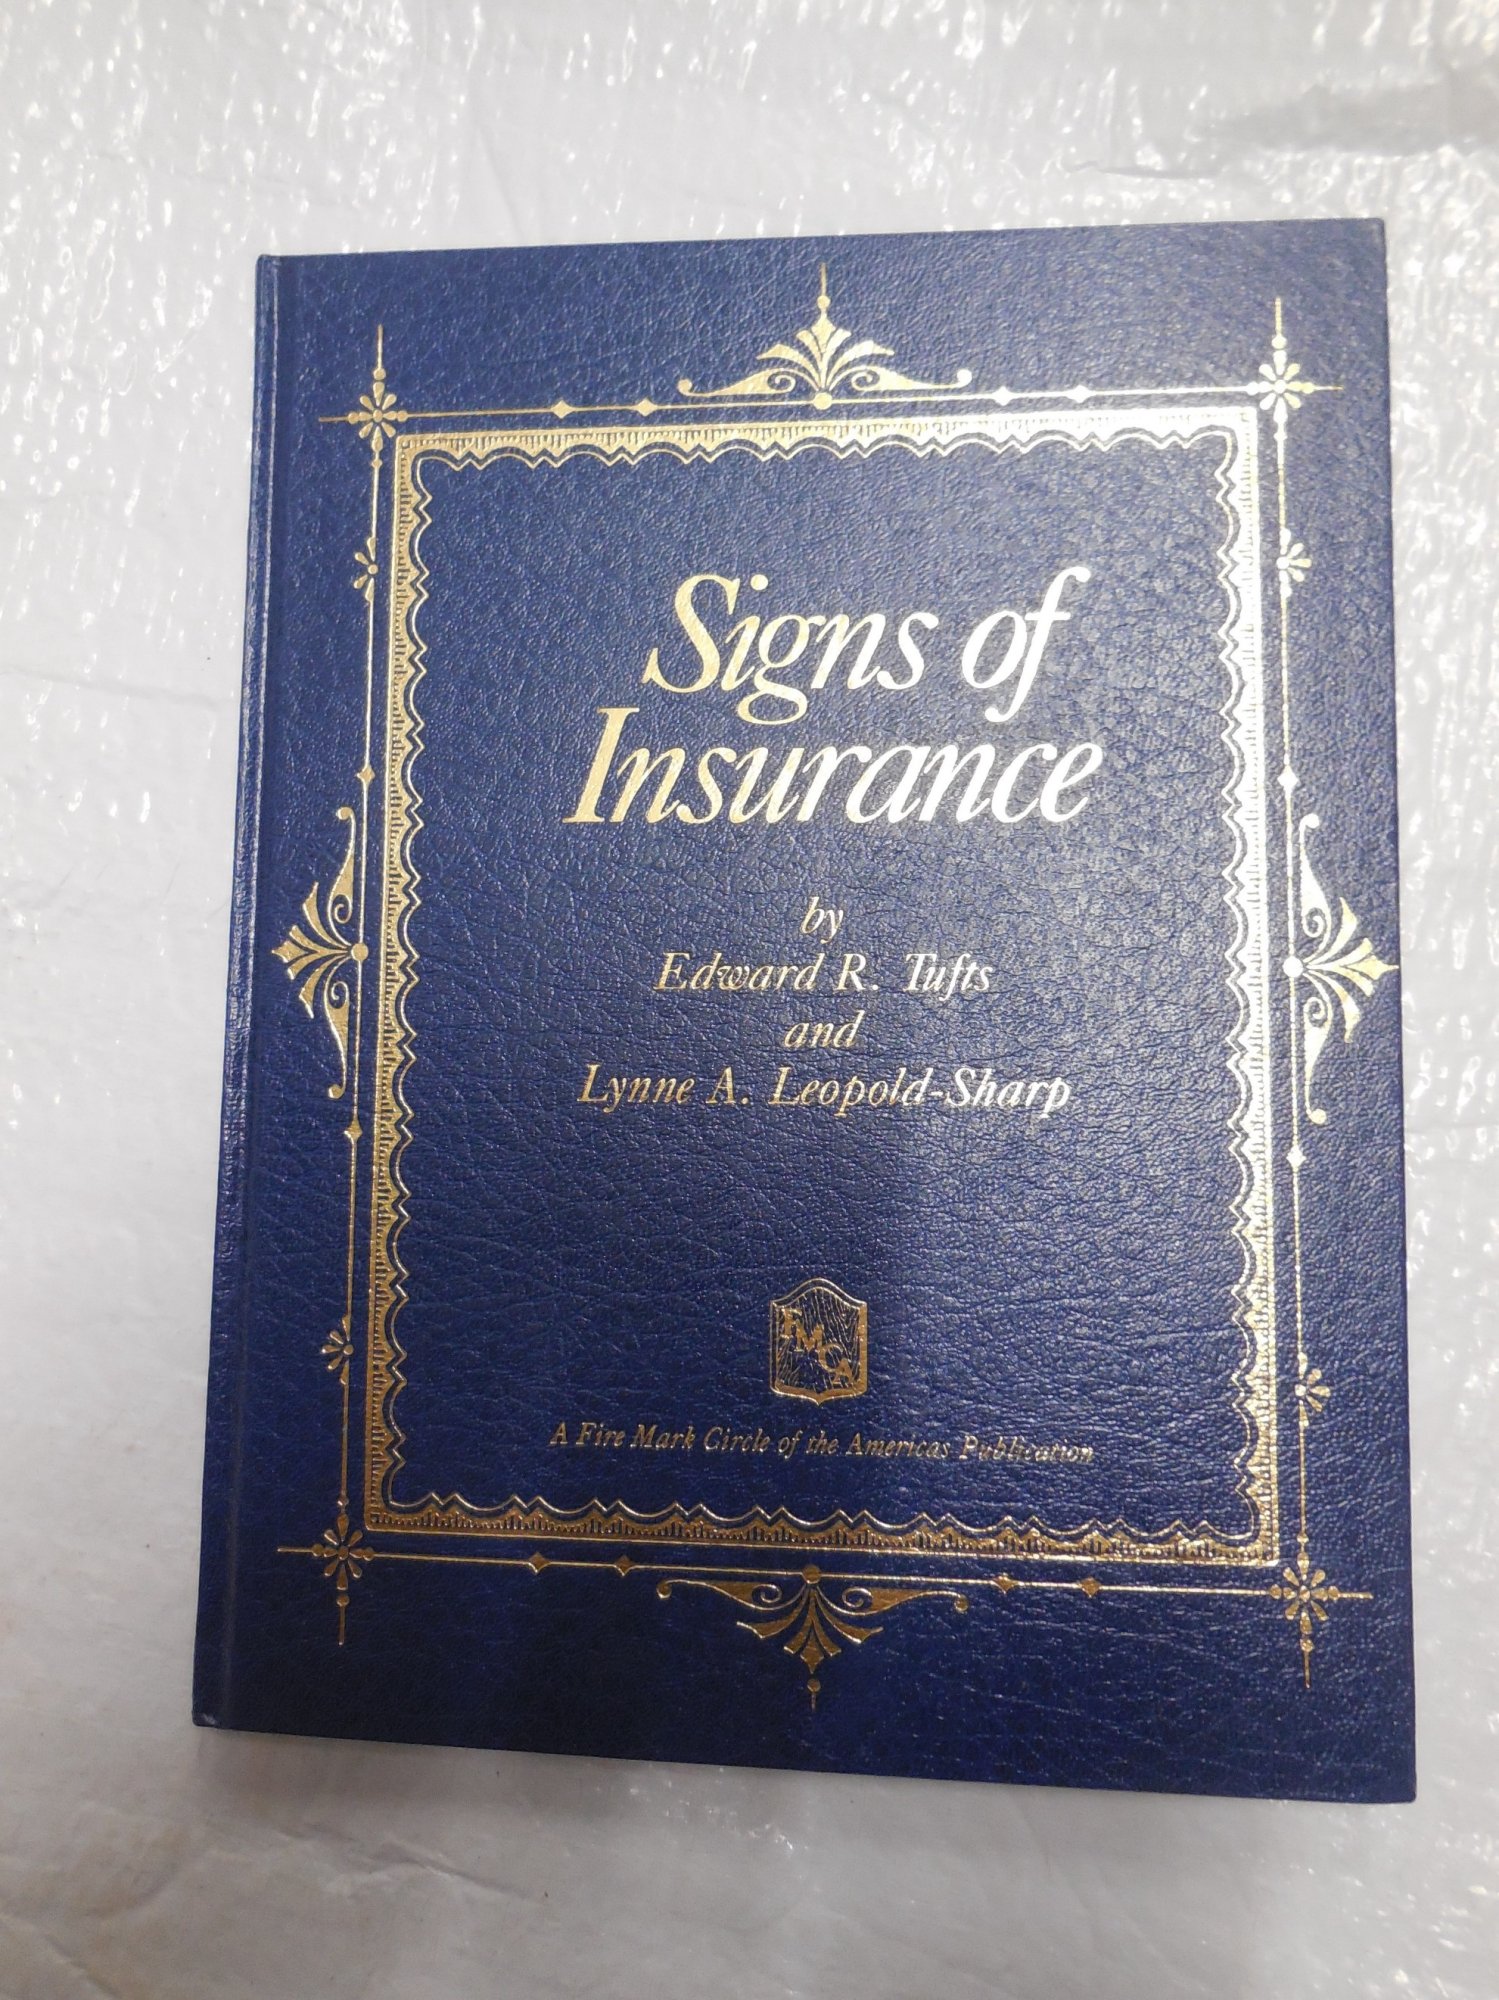 Signs of
Insurance
by
Edward R. Tufts
and
Lynne A. Leopold-Sharp
FMCA
A Fire Mark Circle of the Americas Publication